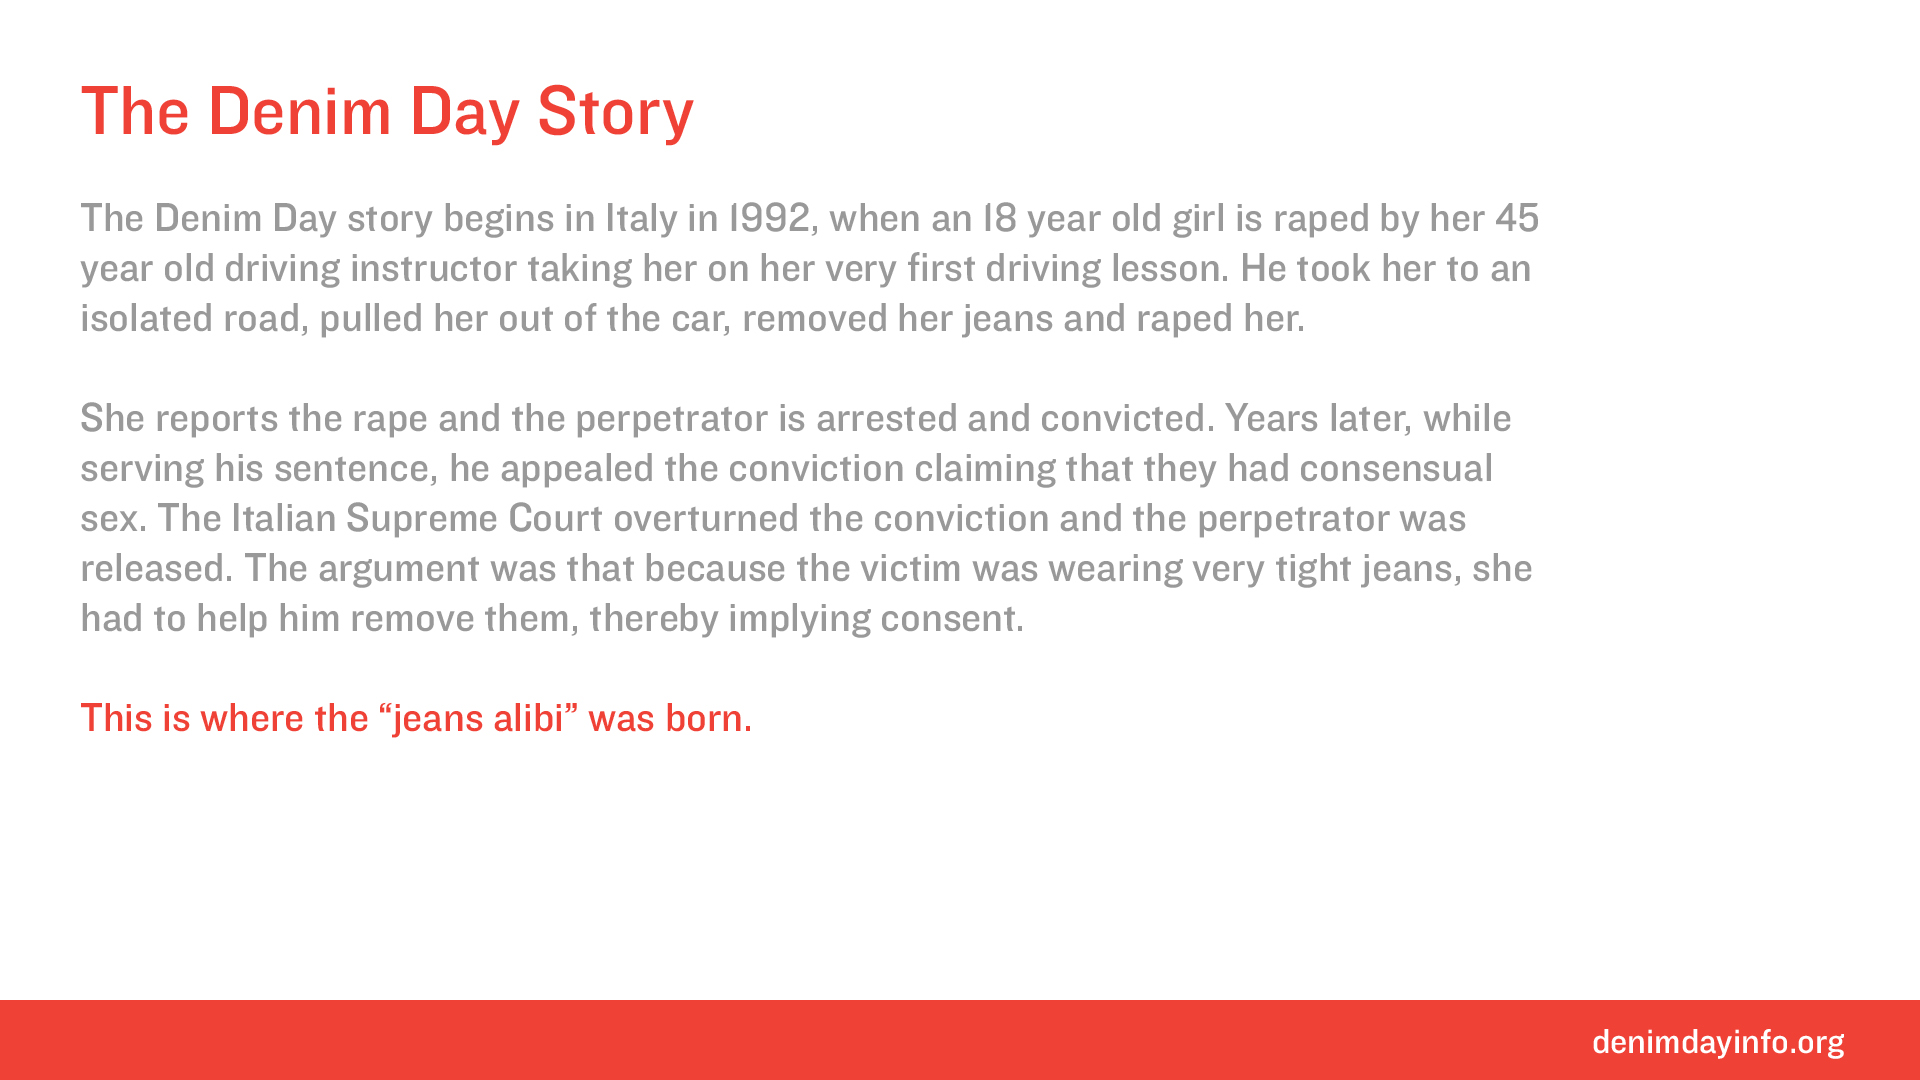 The Denim Day Story
The Denim Day story begins in Italy in 1992, when an 18 year old girl is raped by her 45
year old driving instructor taking her on her very first driving lesson. He took her to an
isolated road, pulled her out of the car, removed her jeans and raped her.
She reports the rape and the perpetrator is arrested and convicted. Years later, while
serving his sentence, he appealed the conviction claiming that they had consensual
sex. The Italian Supreme Court overturned the conviction and the perpetrator was
released. The argument was that because the victim was wearing very tight jeans, she
had to help him remove them, thereby implying consent.
This is where the “jeans alibi” was born.
denimdayinfo.org